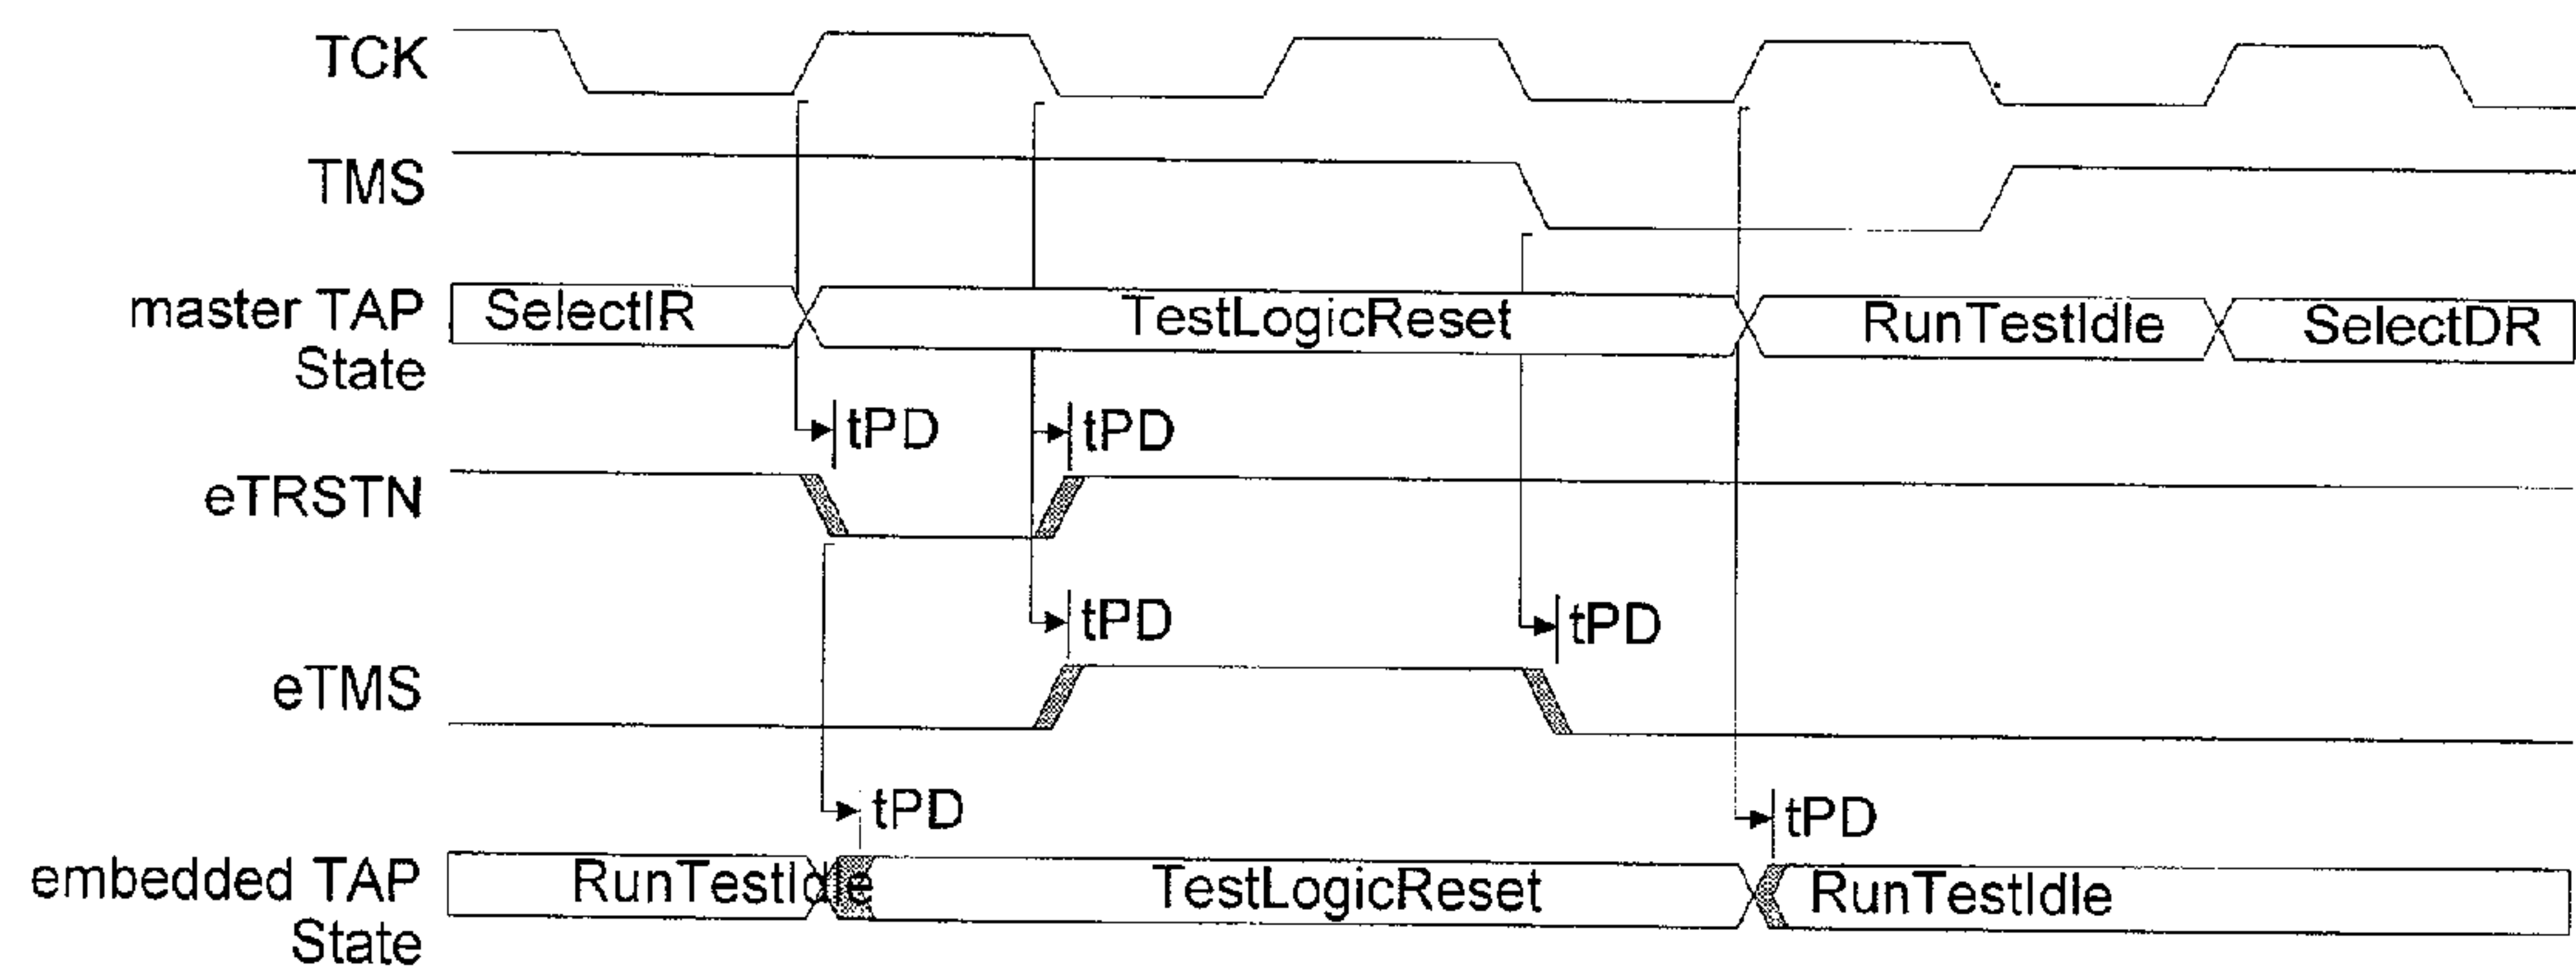 TCK
TMS
master TAP
State
SelectIR
TestLogicReset
RunTestIdle
SelectDR
tPD
tPD
eTRSTN
tPD
tPD
eTMS
tPD
tPD
embedded TAP
State
RunTestIdle
TestLogicReset
RunTestIdle